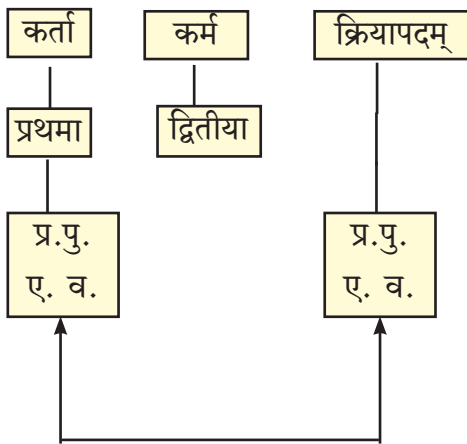 कर्ता कर्म क्रियापदम्
प्रथमा द्वितीया
प्र.पु. प्र.पु.
ए. व. ए. व.